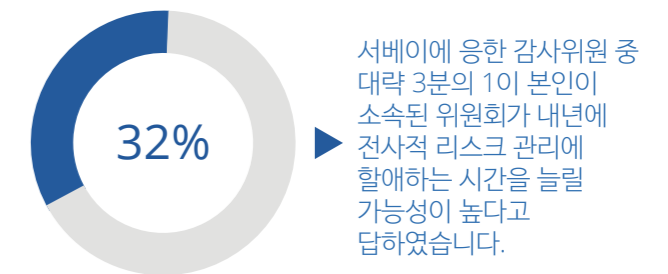 32%
서베이에 응한 감사위원 중
대략 3분의 1이 본인이
소속된 위원회가 내년에
전사적 리스크 관리에
할애하는 시간을 늘릴
가능성이 높다고
답하였습니다.